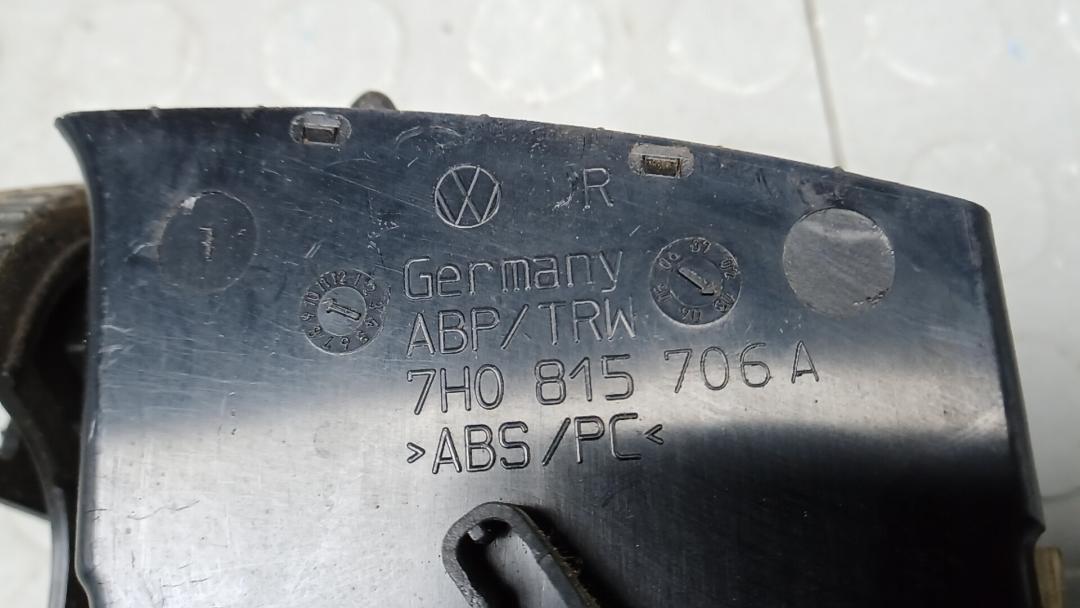 R
Germany
ABP/TRW
7H0 815 706 A
>ABS/PC<